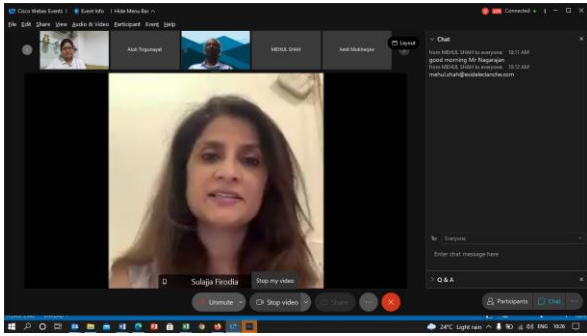 Cisco Webex Events | Event Info | Hide Menu Bar
Connected
File Edit Share View Audio & Video Participant Event Help
Alok Tirgunayat
MEHUL SHAH
Amit Mukherjee
Layout
Chat
from MEHUL SHAH to everyone: 10:11 AM
good morning Mr Nagarajan
from MEHUL SHAH to everyone: 10:12 AM
mehul.shah@exideleclanche.com
Sulajja Firodia
Stop my video
To: Everyone
Enter chat message here
Q & A
Unmute
Stop video
Share
Participants
Chat
24°C Light rain
ENG